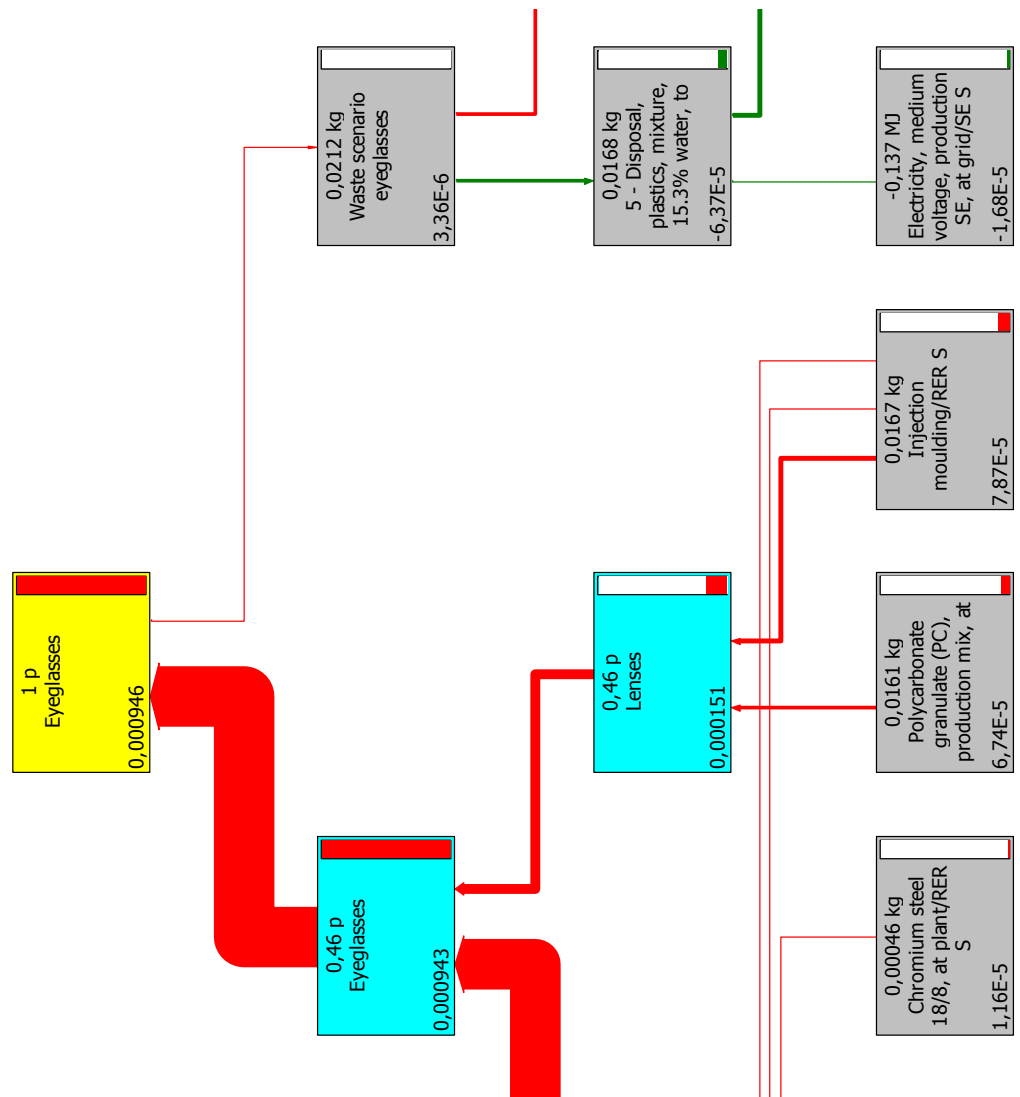 1 p
Eyeglasses
0,000946
0,46 p
Eyeglasses
0,000943
0,0212 kg
Waste scenario
eyeglasses
3,36E-6
0,46 p
Lenses
0,000151
0,0168 kg
5 - Disposal,
plastics, mixture,
15.3% water, to
-6,37E-5
0,00046 kg
Chromium steel
18/8, at plant/RER
S
1,16E-5
0,0161 kg
Polycarbonate
granulate (PC),
production mix, at
6,74E-5
0,0167 kg
Injection
moulding/RER S
7,87E-5
-0,137 MJ
Electricity, medium
voltage, production
SE, at grid/SE S
-1,68E-5